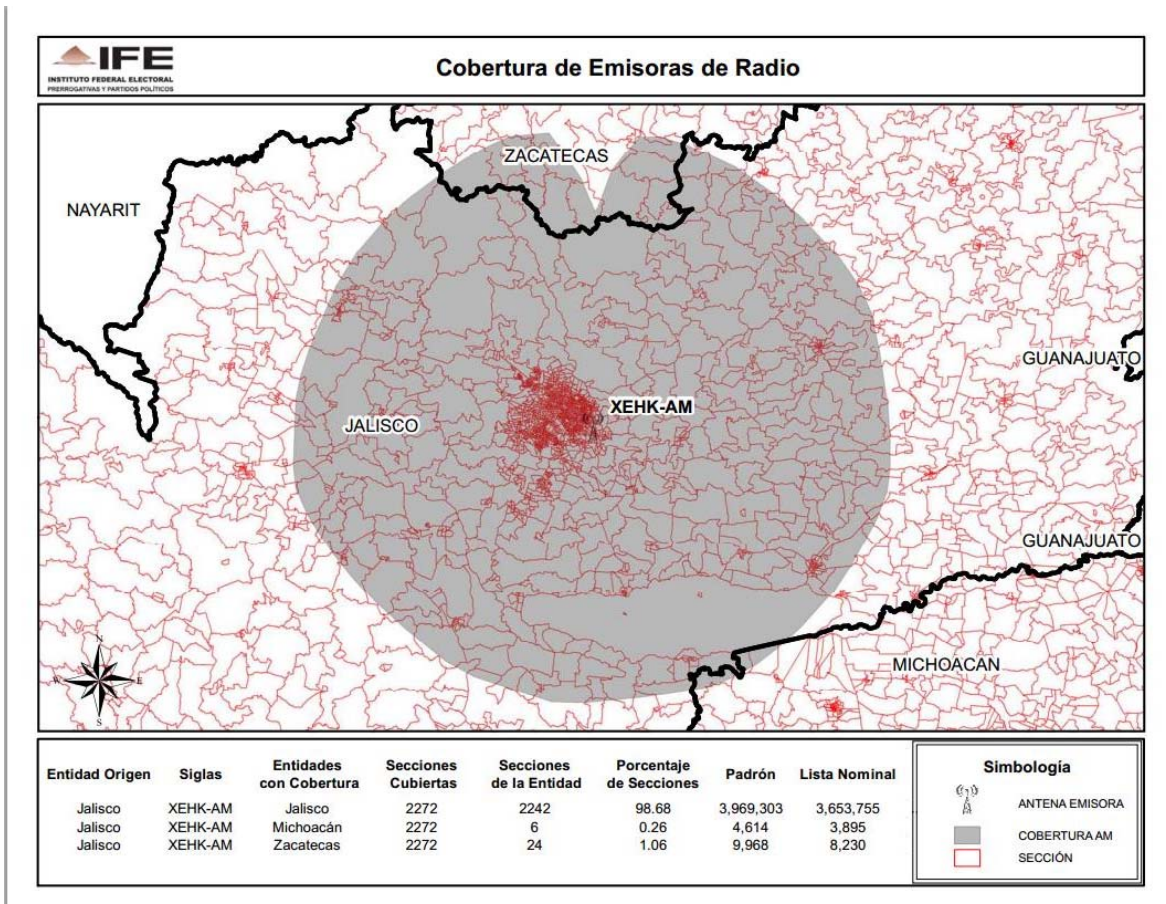 IFE
INSTITUTO FEDERAL ELECTORAL
PRERROGATIVAS Y PARTIDOS POLÍTICOS
Cobertura de Emisoras de Radio
ZACATECAS
NAYARIT
GUANAJUATO
XEHK-AM
JALISCO
GUANAJUATO
MICHOACAN
N
W E
S
Entidad Origen Siglas Entidades con Cobertura Secciones Cubiertas Secciones de la Entidad Porcentaje de Secciones Padrón Lista Nominal
Jalisco XEHK-AM Jalisco 2272 2242 98.68 3,969,303 3,653,755
Jalisco XEHK-AM Michoacán 2272 6 0.26 4,614 3,895
Jalisco XEHK-AM Zacatecas 2272 24 1.06 9,968 8,230
Simbología
ANTENA EMISORA
COBERTURA AM
SECCIÓN